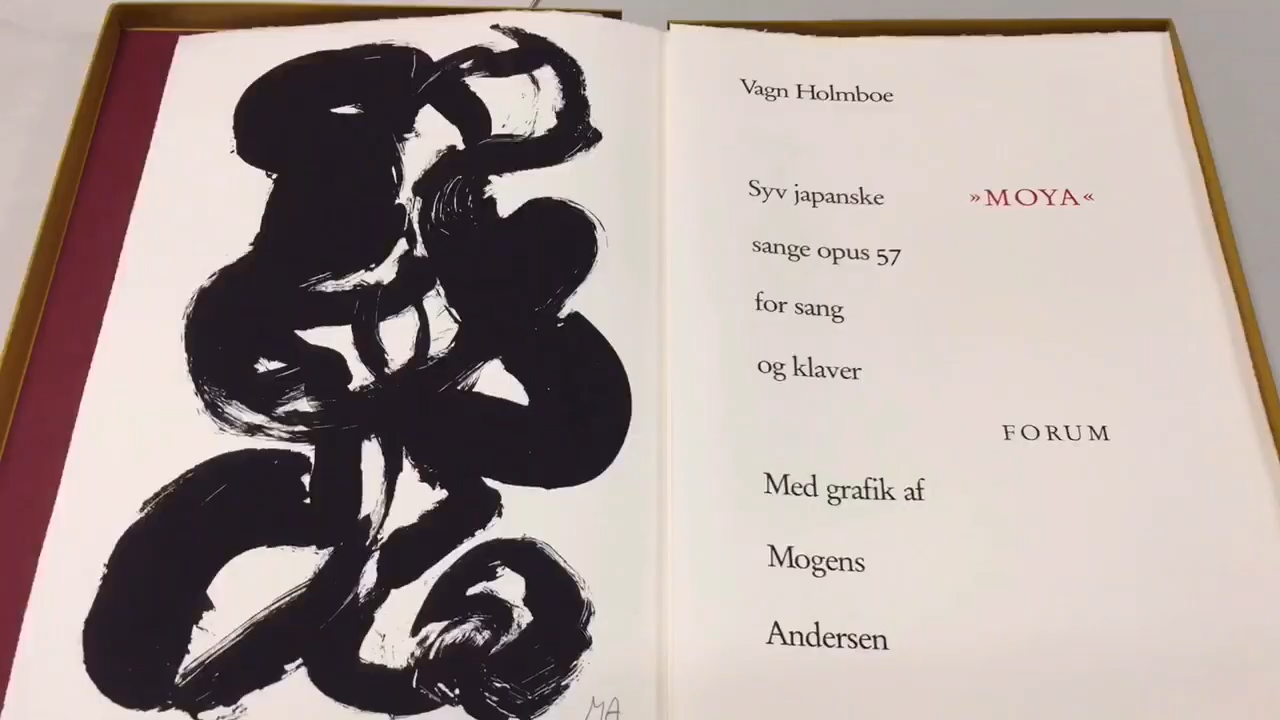 Vagn Holmboe
Syv japanske »MOYA«
sange opus 57
for sang
og klaver
FORUM
Med grafik af
Mogens
Andersen
MA